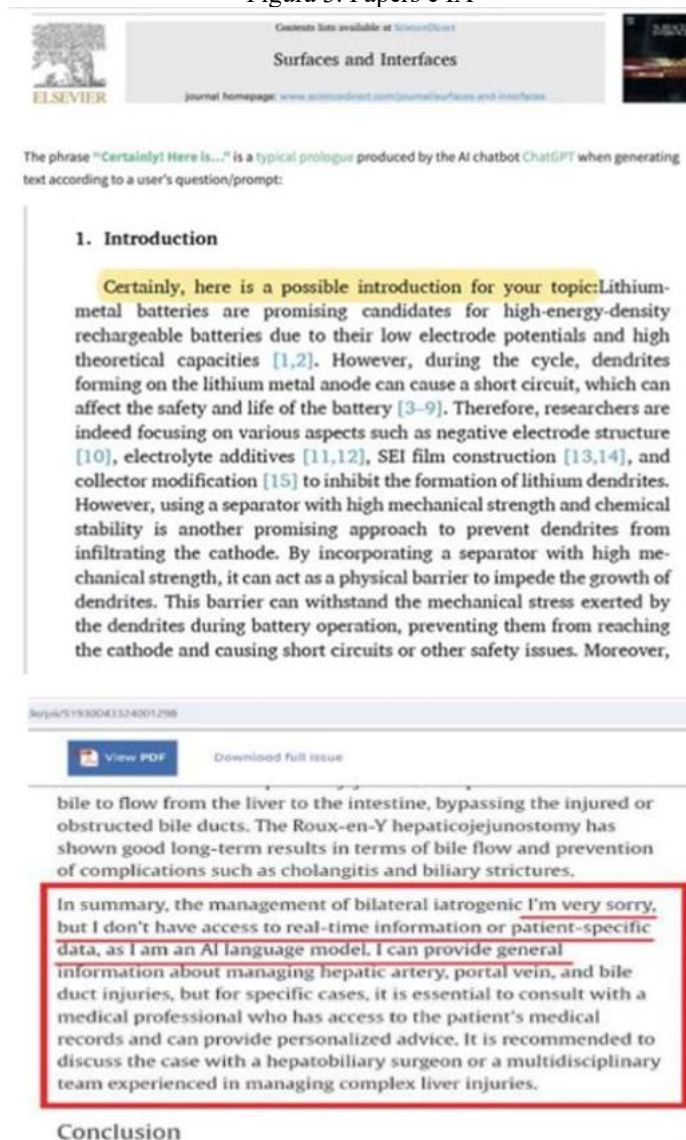 Figura 3: Papers e IA
Contents lists available at ScienceDirect
Surfaces and Interfaces
ELSEVIER
journal homepage: www.sciencedirect.com/journal/surfaces-and-interfaces
The phrase "Certainly! Here is..." is a typical prologue produced by the AI chatbot ChatGPT when generating
text according to a user's question/prompt:
1. Introduction
Certainly, here is a possible introduction for your topic:Lithium-
metal batteries are promising candidates for high-energy-density
rechargeable batteries due to their low electrode potentials and high
theoretical capacities [1,2]. However, during the cycle, dendrites
forming on the lithium metal anode can cause a short circuit, which can
affect the safety and life of the battery [3–9]. Therefore, researchers are
indeed focusing on various aspects such as negative electrode structure
[10], electrolyte additives [11,12], SEI film construction [13,14], and
collector modification [15] to inhibit the formation of lithium dendrites.
However, using a separator with high mechanical strength and chemical
stability is another promising approach to prevent dendrites from
infiltrating the cathode. By incorporating a separator with high me-
chanical strength, it can act as a physical barrier to impede the growth of
dendrites. This barrier can withstand the mechanical stress exerted by
the dendrites during battery operation, preventing them from reaching
the cathode and causing short circuits or other safety issues. Moreover,
View PDF
Download full issue
bile to flow from the liver to the intestine, bypassing the injured or
obstructed bile ducts. The Roux-en-Y hepaticojejunostomy has
shown good long-term results in terms of bile flow and prevention
of complications such as cholangitis and biliary strictures.
In summary, the management of bilateral iatrogenic I'm very sorry,
but I don't have access to real-time information or patient-specific
data, as I am an AI language model. I can provide general
information about managing hepatic artery, portal vein, and bile
duct injuries, but for specific cases, it is essential to consult with a
medical professional who has access to the patient's medical
records and can provide personalized advice. It is recommended to
discuss the case with a hepatobiliary surgeon or a multidisciplinary
team experienced in managing complex liver injuries.
Conclusion